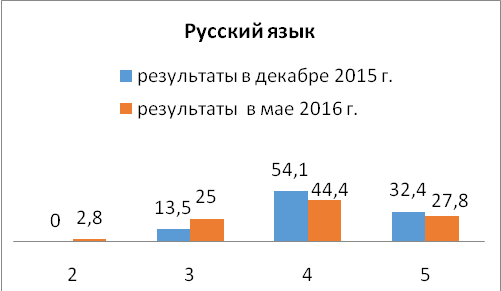 Русский язык
результаты в декабре 2015 г.
результаты в мае 2016 г.
54,1
44,4
32,4
27,8
25
13,5
0 2,8
2 3 4 5